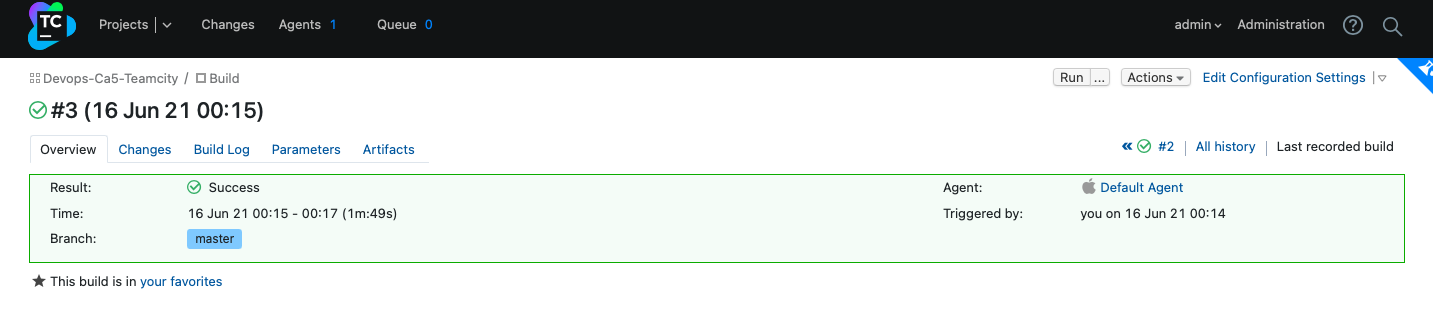 TC Projects Changes Agents 1 Queue 0 admin Administration ?
Devops-Ca5-Teamcity / Build Run ... Actions Edit Configuration Settings
#3 (16 Jun 21 00:15)
Overview Changes Build Log Parameters Artifacts « #2 All history Last recorded build
Result: Success Agent: Default Agent
Time: 16 Jun 21 00:15 - 00:17 (1m:49s) Triggered by: you on 16 Jun 21 00:14
Branch: master
This build is in your favorites